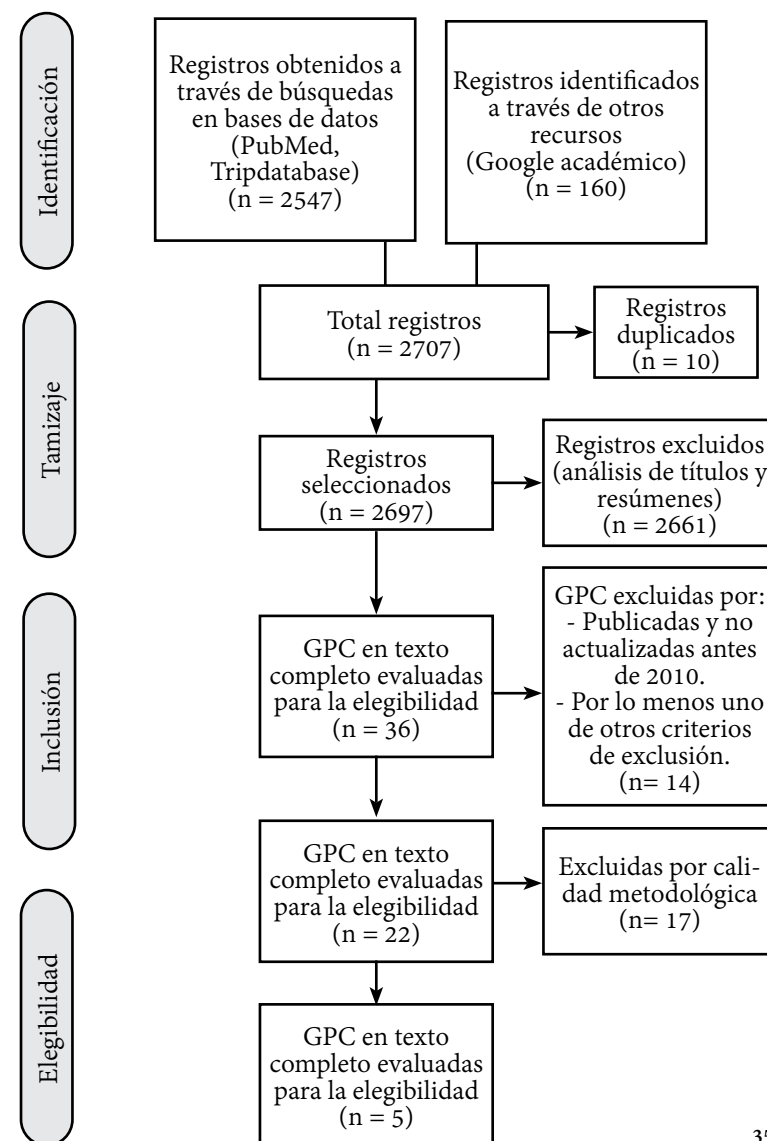 Identificación
Registros obtenidos a
través de búsquedas
en bases de datos
(PubMed,
Tripdatabase)
(n = 2547)
Registros identificados
a través de otros
recursos
(Google académico)
(n = 160)
Tamizaje
Total registros
(n = 2707)
Registros
duplicados
(n = 10)
Registros
seleccionados
(n = 2697)
Registros excluidos
(análisis de títulos y
resúmenes)
(n = 2661)
Inclusión
GPC en texto
completo evaluadas
para la elegibilidad
(n = 36)
GPC excluidas por:
- Publicadas y no
actualizadas antes
de 2010.
- Por lo menos uno
de otros criterios
de exclusión.
(n= 14)
GPC en texto
completo evaluadas
para la elegibilidad
(n = 22)
Excluidas por cali-
dad metodológica
(n= 17)
Elegibilidad
GPC en texto
completo evaluadas
para la elegibilidad
(n = 5)